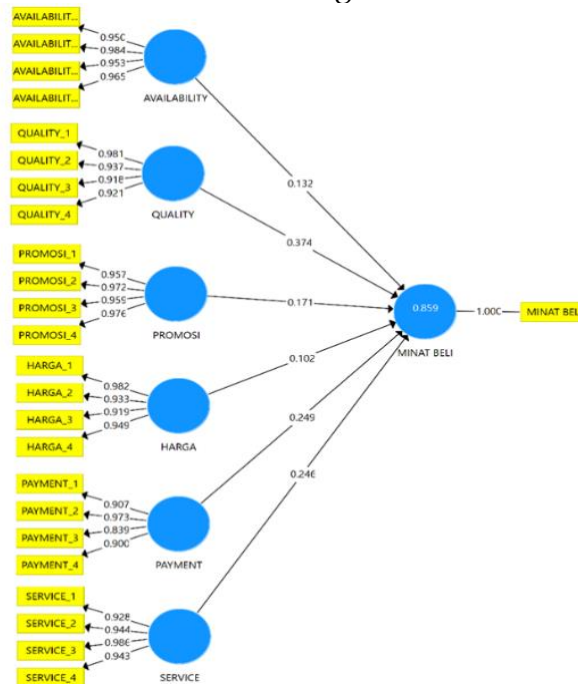 AVAILABILIT...
AVAILABILIT...
AVAILABILIT...
AVAILABILIT...
0.950
0.984
0.953
0.965
AVAILABILITY
QUALITY_1
QUALITY_2
QUALITY_3
QUALITY_4
0.981
0.937
0.918
0.921
QUALITY
PROMOSI_1
PROMOSI_2
PROMOSI_3
PROMOSI_4
0.957
0.972
0.959
0.976
PROMOSI
HARGA_1
HARGA_2
HARGA_3
HARGA_4
0.982
0.933
0.919
0.949
HARGA
PAYMENT_1
PAYMENT_2
PAYMENT_3
PAYMENT_4
0.907
0.973
0.839
0.900
PAYMENT
SERVICE_1
SERVICE_2
SERVICE_3
SERVICE_4
0.928
0.944
0.986
0.943
SERVICE
0.132
0.374
0.171
0.102
0.249
0.246
0.859
MINAT BELI
1.000
MINAT BEL